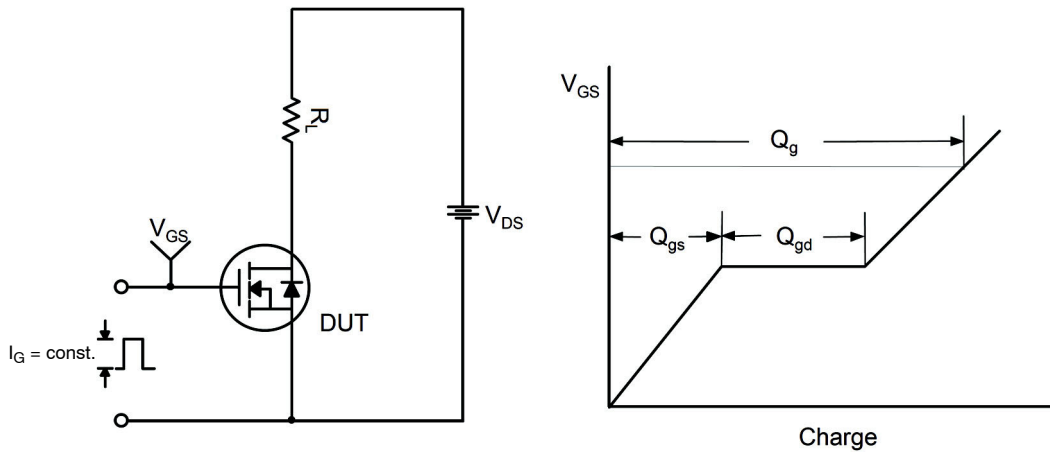 R_L
V_GS
V_DS
DUT
I_G = const.
V_GS
Q_g
Q_gs
Q_gd
Charge